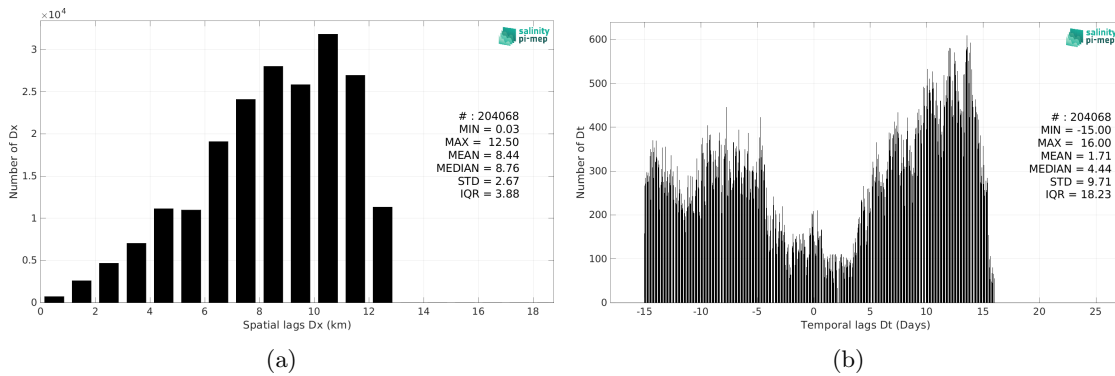 ×10⁴
3
2.5
2
1.5
1
0.5
0
Number of Dx
salinity
pi-mep
# : 204068
MIN = 0.03
MAX = 12.50
MEAN = 8.44
MEDIAN = 8.76
STD = 2.67
IQR = 3.88
0 2 4 6 8 10 12 14 16 18
Spatial lags Dx (km)
(a)
600
500
400
300
200
100
0
Number of Dt
salinity
pi-mep
# : 204068
MIN = -15.00
MAX = 16.00
MEAN = 1.71
MEDIAN = 4.44
STD = 9.71
IQR = 18.23
-15 -10 -5 0 5 10 15 20 25
Temporal lags Dt (Days)
(b)